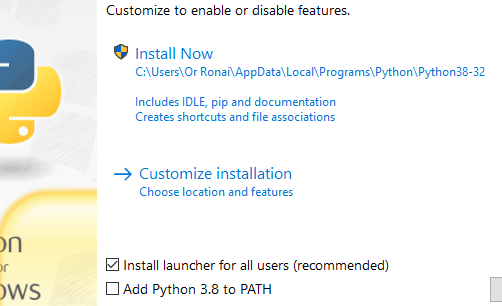 Customize to enable or disable features.
Install Now
C:\Users\Or Ronai\AppData\Local\Programs\Python\Python38-32
Includes IDLE, pip and documentation
Creates shortcuts and file associations
Customize installation
Choose location and features
on
or
ows
Install launcher for all users (recommended)
Add Python 3.8 to PATH